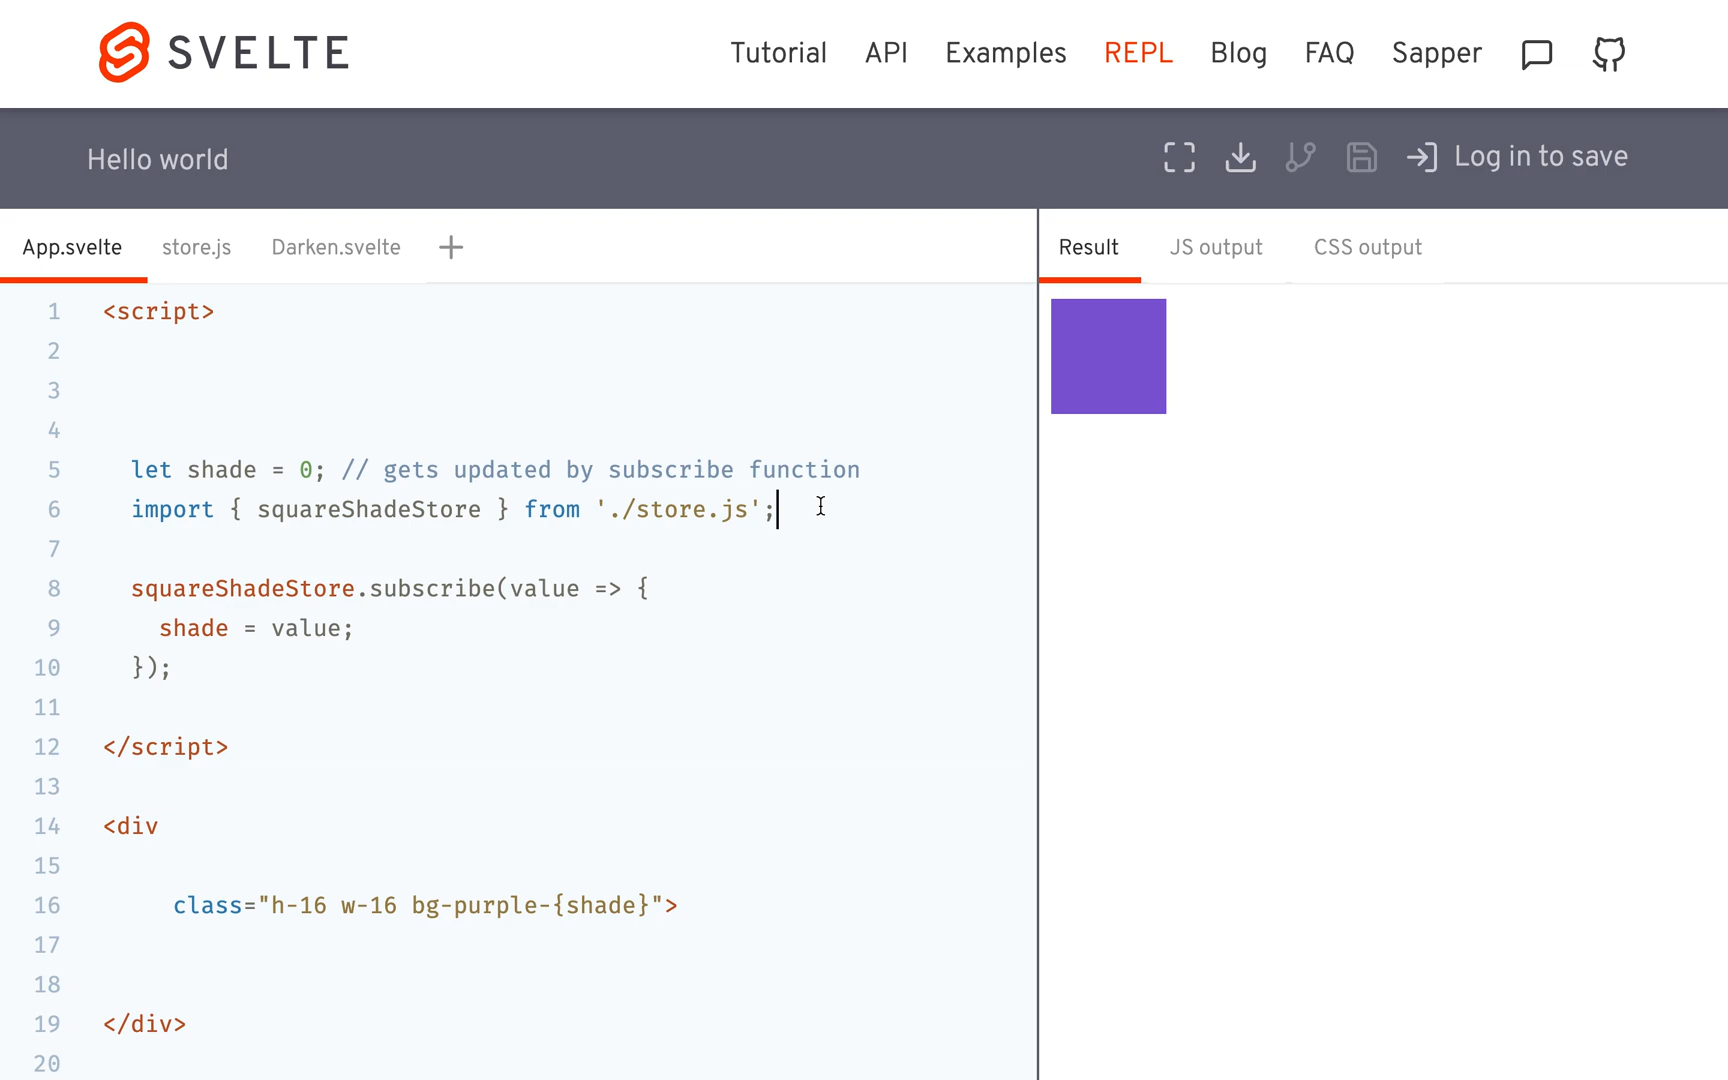 SVELTE
Tutorial API Examples REPL Blog FAQ Sapper
Hello world
Log in to save
App.svelte store.js Darken.svelte +
Result JS output CSS output
1 <script>
2
3
4
5 let shade = 0; // gets updated by subscribe function
6 import { squareShadeStore } from './store.js';
7
8 squareShadeStore.subscribe(value => {
9 shade = value;
10 });
11
12 </script>
13
14 <div
15
16 class="h-16 w-16 bg-purple-{shade}">
17
18
19 </div>
20